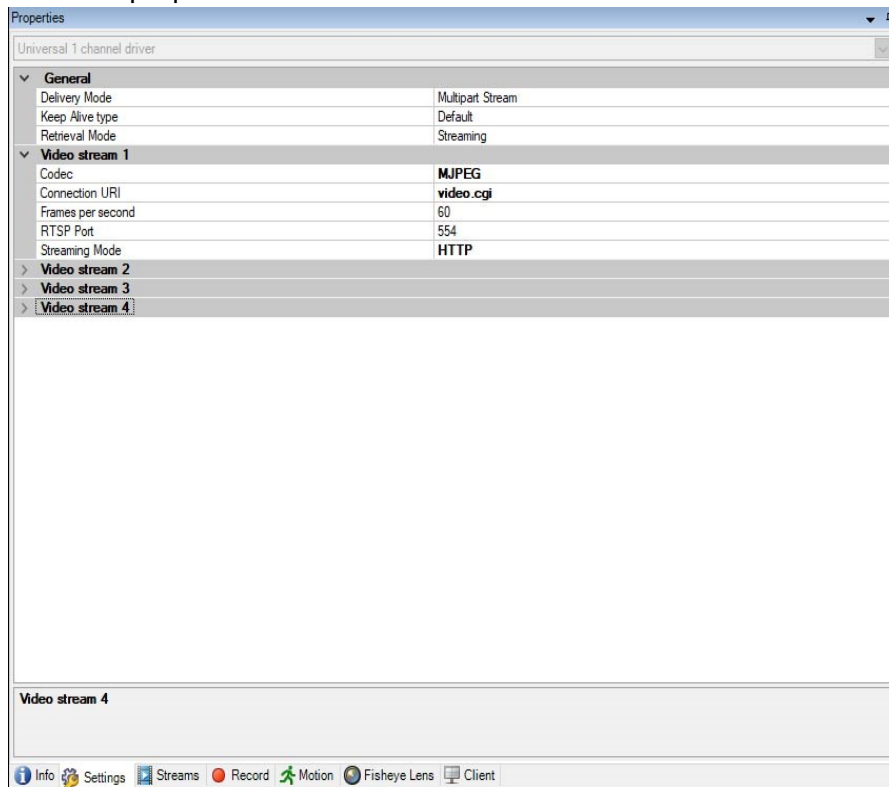 Properties
Universal 1 channel driver
General
Delivery Mode Multipart Stream
Keep Alive type Default
Retrieval Mode Streaming
Video stream 1
Codec MJPEG
Connection URI video.cgi
Frames per second 60
RTSP Port 554
Streaming Mode HTTP
Video stream 2
Video stream 3
Video stream 4
Video stream 4
Info Settings Streams Record Motion Fisheye Lens Client